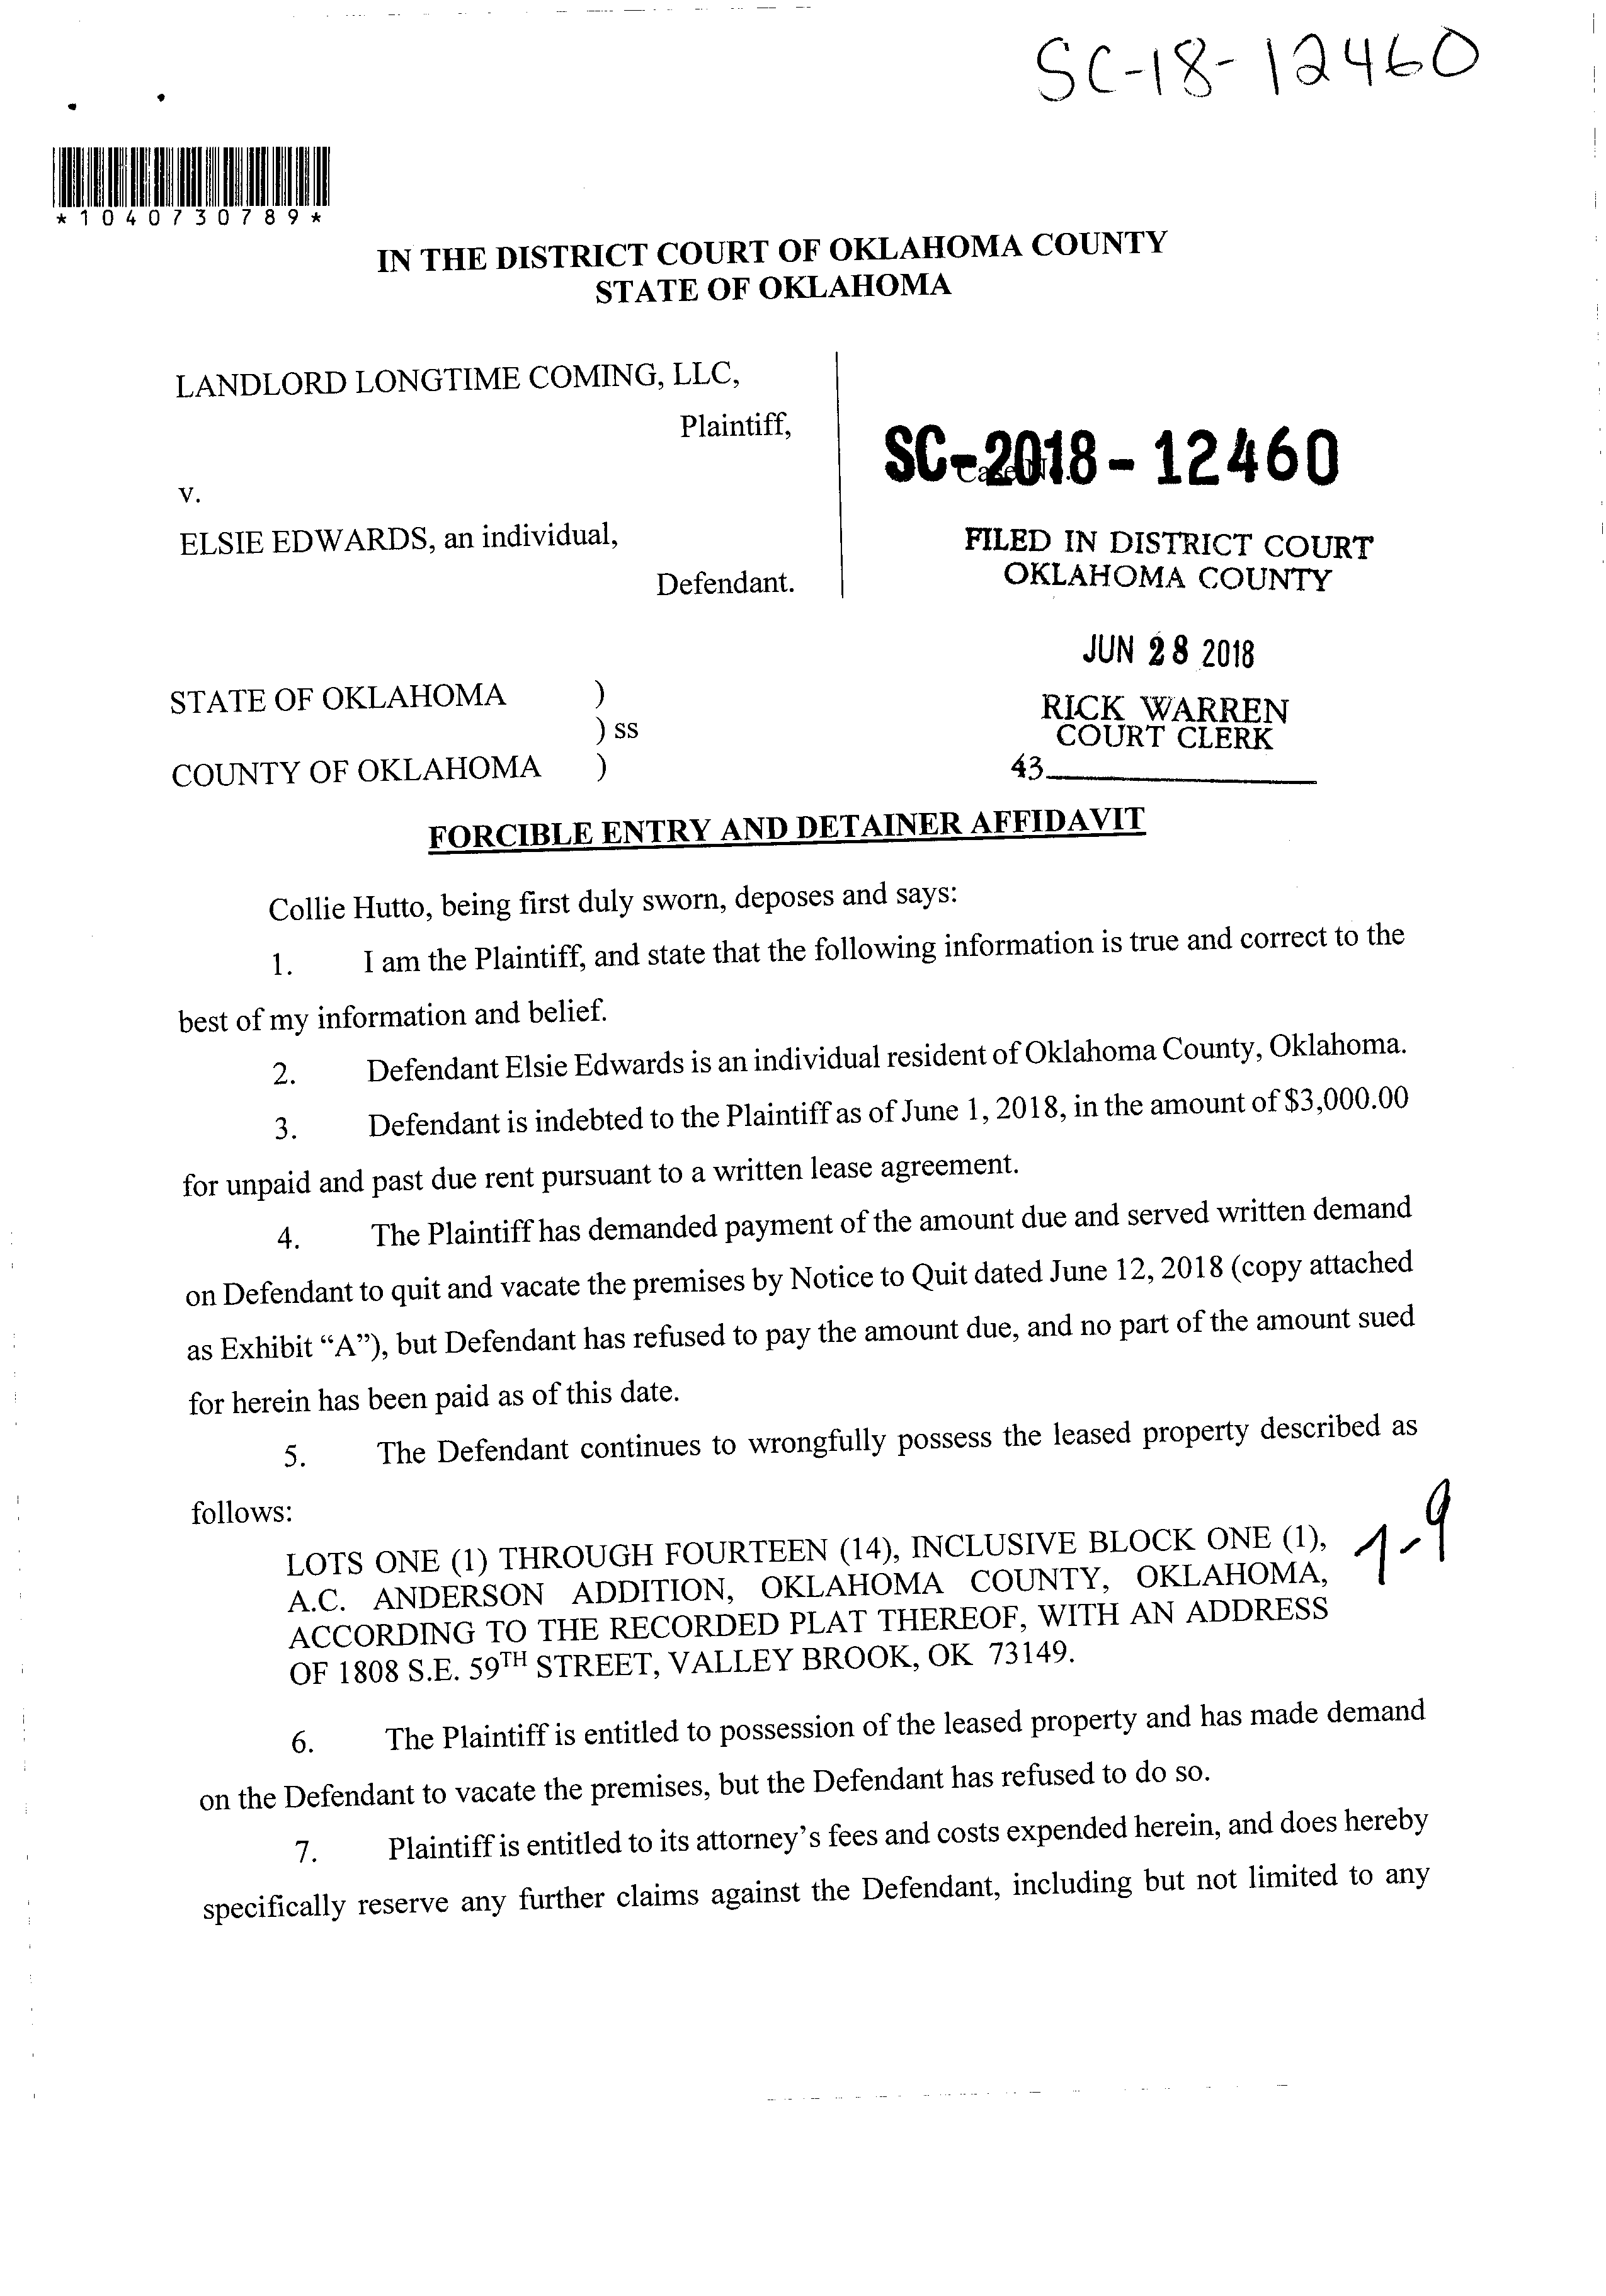 SC-18-12460
*1040730789*
IN THE DISTRICT COURT OF OKLAHOMA COUNTY
STATE OF OKLAHOMA
LANDLORD LONGTIME COMING, LLC,
Plaintiff,
SC-2018-12460
v.
ELSIE EDWARDS, an individual,
FILED IN DISTRICT COURT
OKLAHOMA COUNTY
Defendant.
JUN 28 2018
STATE OF OKLAHOMA )
RICK WARREN
) ss
COURT CLERK
COUNTY OF OKLAHOMA )
43
FORCIBLE ENTRY AND DETAINER AFFIDAVIT
Collie Hutto, being first duly sworn, deposes and says:
1. I am the Plaintiff, and state that the following information is true and correct to the
best of my information and belief.
2. Defendant Elsie Edwards is an individual resident of Oklahoma County, Oklahoma.
3. Defendant is indebted to the Plaintiff as of June 1, 2018, in the amount of $3,000.00
for unpaid and past due rent pursuant to a written lease agreement.
4. The Plaintiff has demanded payment of the amount due and served written demand
on Defendant to quit and vacate the premises by Notice to Quit dated June 12, 2018 (copy attached
as Exhibit “A”), but Defendant has refused to pay the amount due, and no part of the amount sued
for herein has been paid as of this date.
5. The Defendant continues to wrongfully possess the leased property described as
follows:
LOTS ONE (1) THROUGH FOURTEEN (14), INCLUSIVE BLOCK ONE (1),
A.C. ANDERSON ADDITION, OKLAHOMA COUNTY, OKLAHOMA,
ACCORDING TO THE RECORDED PLAT THEREOF, WITH AN ADDRESS
OF 1808 S.E. 59TH STREET, VALLEY BROOK, OK 73149.
1-9
6. The Plaintiff is entitled to possession of the leased property and has made demand
on the Defendant to vacate the premises, but the Defendant has refused to do so.
7. Plaintiff is entitled to its attorney’s fees and costs expended herein, and does hereby
specifically reserve any further claims against the Defendant, including but not limited to any